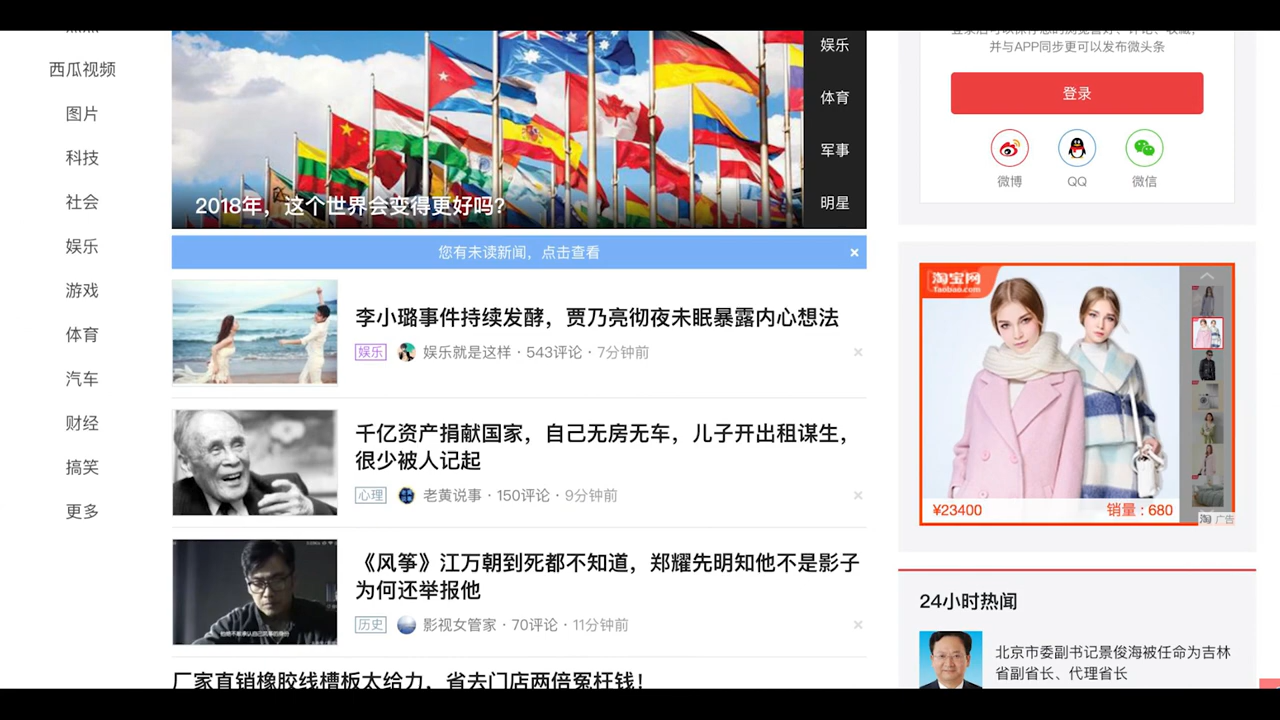 西瓜视频
图片
科技
社会
娱乐
游戏
体育
汽车
财经
搞笑
更多
娱乐
体育
军事
明星
2018年，这个世界会变得更好吗?
您有未读新闻，点击查看
李小璐事件持续发酵，贾乃亮彻夜未眠暴露内心想法
娱乐 娱乐就是这样 · 543评论 · 7分钟前
千亿资产捐献国家，自己无房无车，儿子开出租谋生，
很少被人记起
心理 老黄说事 · 150评论 · 9分钟前
《风筝》江万朝到死都不知道，郑耀先明知他不是影子
为何还举报他
历史 影视女管家 · 70评论 · 11分钟前
厂家直销橡胶线槽板太给力，省去门店两倍冤枉钱！
并与APP同步更可以发布微头条
登录
微博
QQ
微信
淘宝网
Taobao.com
¥23400
销量 : 680
淘 广告
24小时热闻
北京市委副书记景俊海被任命为吉林
省副省长、代理省长